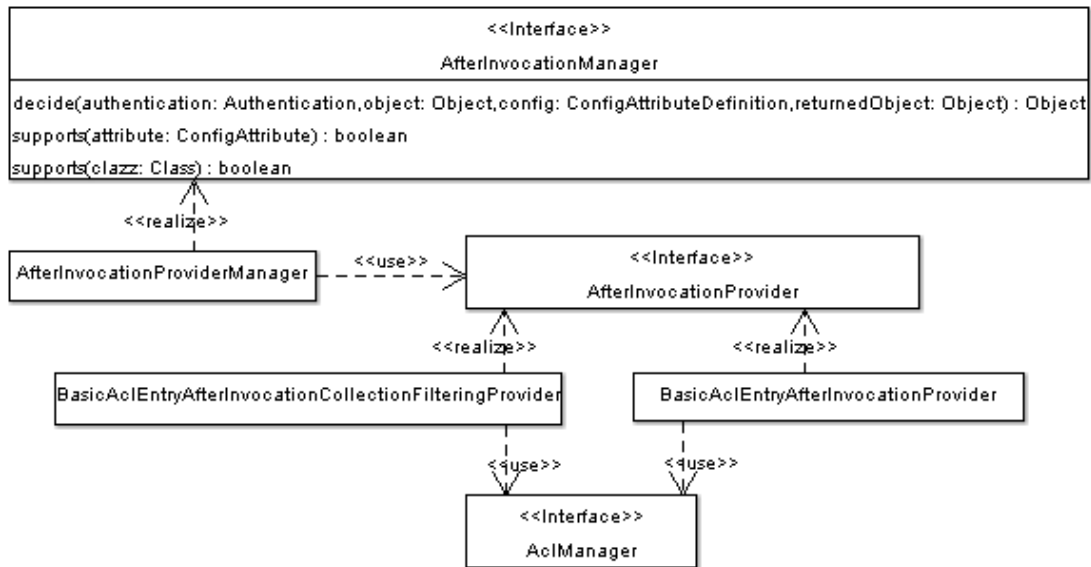 <<Interface>>
AfterInvocationManager
decide(authentication: Authentication,object: Object,config: ConfigAttributeDefinition,returnedObject: Object) : Object
supports(attribute: ConfigAttribute) : boolean
supports(clazz: Class) : boolean
<<realize>>
AfterInvocationProviderManager
<<use>>
<<Interface>>
AfterInvocationProvider
<<realize>>
<<realize>>
BasicAclEntryAfterInvocationCollectionFilteringProvider
BasicAclEntryAfterInvocationProvider
<<use>>
<<use>>
<<Interface>>
AclManager